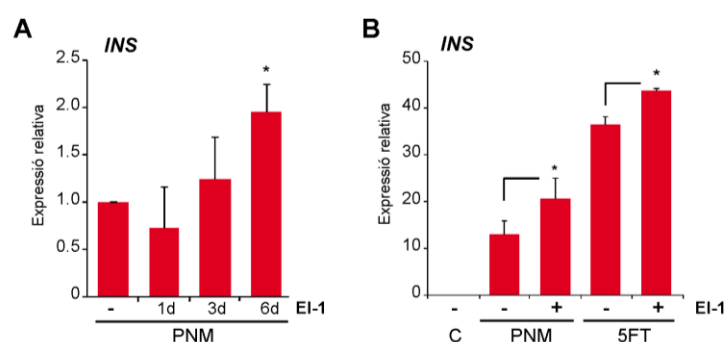 A
INS
Expressió relativa
2.5
2.0
1.5
1.0
0.5
0
*
- 1d 3d 6d EI-1
PNM
B
INS
Expressió relativa
50
40
30
20
10
0
* *
- - + - + EI-1
C PNM 5FT